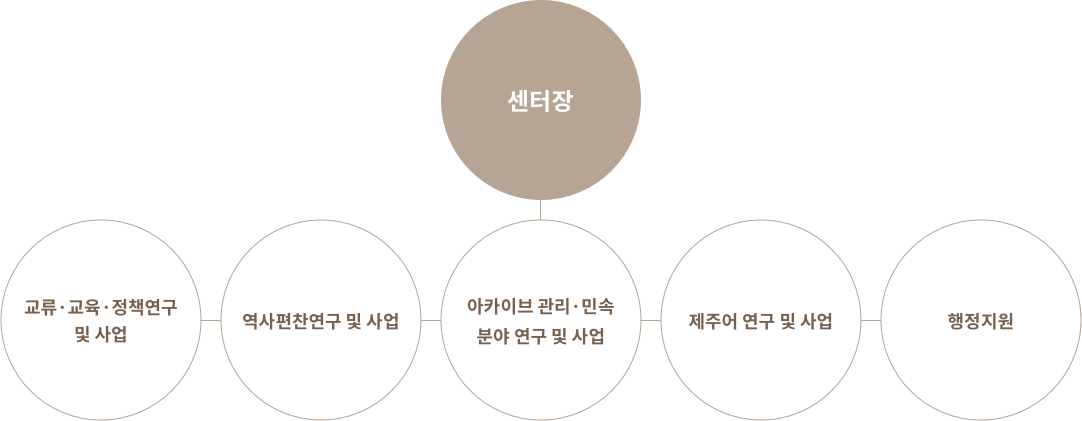 센터장
교류·교육·정책연구
및 사업
역사편찬연구 및 사업
아카이브 관리·민속
분야 연구 및 사업
제주어 연구 및 사업
행정지원